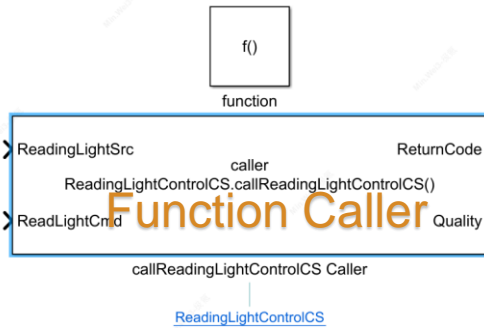 f()
function
ReadingLightSrc
ReturnCode
caller
ReadingLightControlCS.callReadingLightControlCS()
ReadLightCmd
Function Caller
Quality
callReadingLightControlCS Caller
ReadingLightControlCS